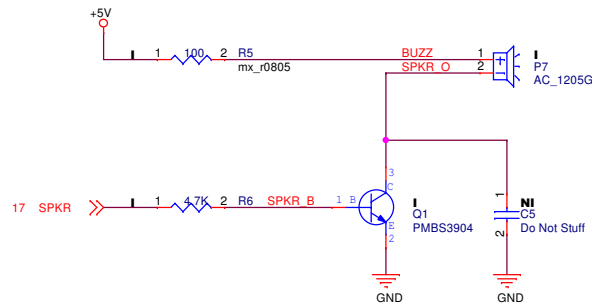 +5V
I 1 100 2 R5 BUZZ 1 I
mx_r0805 SPKR_O 2 P7
AC_1205G
3
C
17 SPKR I 1 4.7K 2 R6 SPKR_B 1 B I 1 NI
Q1 C5
E PMBS3904 2 Do Not Stuff
2
GND GND